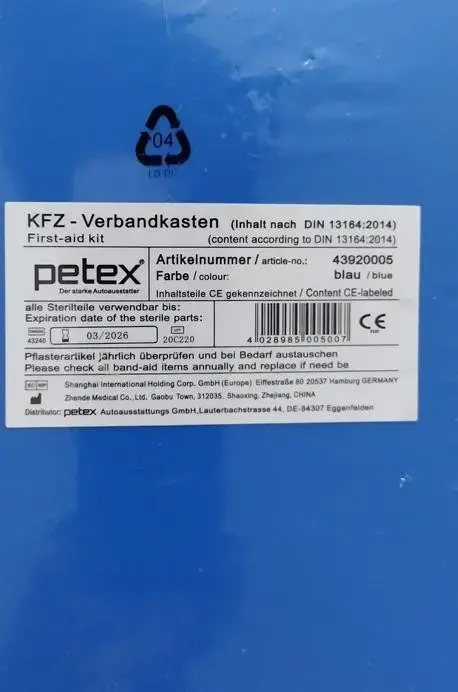 04
LD PE
KFZ - Verbandkasten (Inhalt nach DIN 13164:2014)
First-aid kit (content according to DIN 13164:2014)
petex®
Der starke Autoausstatter
Artikelnummer / article-no.: 43920005
Farbe / colour: blau / blue
Inhaltsteile CE gekennzeichnet / Content CE-labeled
alle Sterilteile verwendbar bis:
Expiration date of the sterile parts:
43240 03/2026 LOT 20C220
4 028985 005007
CE
Pflasterartikel jährlich überprüfen und bei Bedarf austauschen
Please check all band-aid items annually and replace if need be
EC REP Shanghai International Holding Corp. GmbH (Europe) Eiffestraße 80 20537 Hamburg GERMANY
Zhende Medical Co.,Ltd. Gaobu Town, 312035, Shaoxing, Zhejiang, CHINA
Distributor: petex Autoausstattungs GmbH,Lauterbachstrasse 44, DE-84307 Eggenfelden